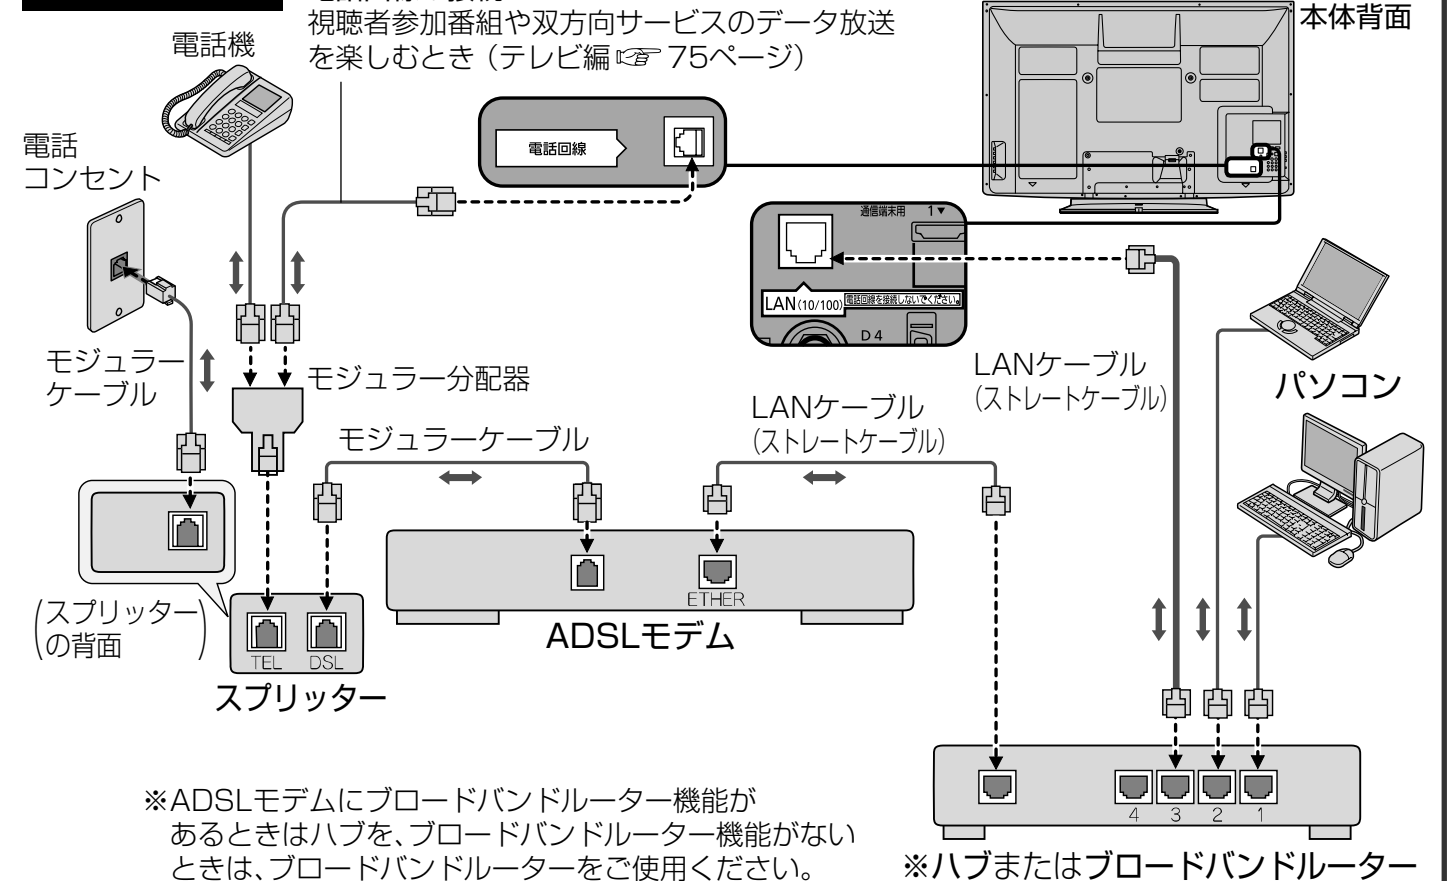 視聴者参加番組や双方向サービスのデータ放送
を楽しむとき（テレビ編☞75ページ）
本体背面
電話機
電話
コンセント
電話回線
通信端末用 1▼
LAN(10/100) 電話回線を接続しないでください。
D4
モジュラー
ケーブル
モジュラー分配器
モジュラーケーブル
LANケーブル
（ストレートケーブル）
LANケーブル
（ストレートケーブル）
パソコン
ETHER
ADSLモデム
（スプリッター
の背面）
TEL DSL
スプリッター
4 3 2 1
※ハブまたはブロードバンドルーター
※ADSLモデムにブロードバンドルーター機能が
あるときはハブを、ブロードバンドルーター機能がない
ときは、ブロードバンドルーターをご使用ください。